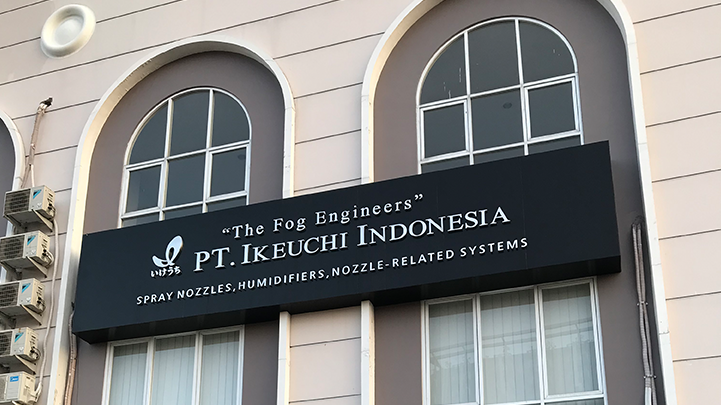 “The Fog Engineers”
いけうち
PT. IKEUCHI INDONESIA
SPRAY NOZZLES, HUMIDIFIERS, NOZZLE-RELATED SYSTEMS